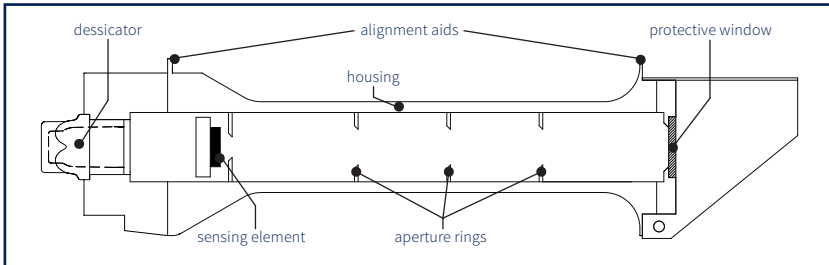 dessicator
alignment aids
protective window
housing
sensing element
aperture rings